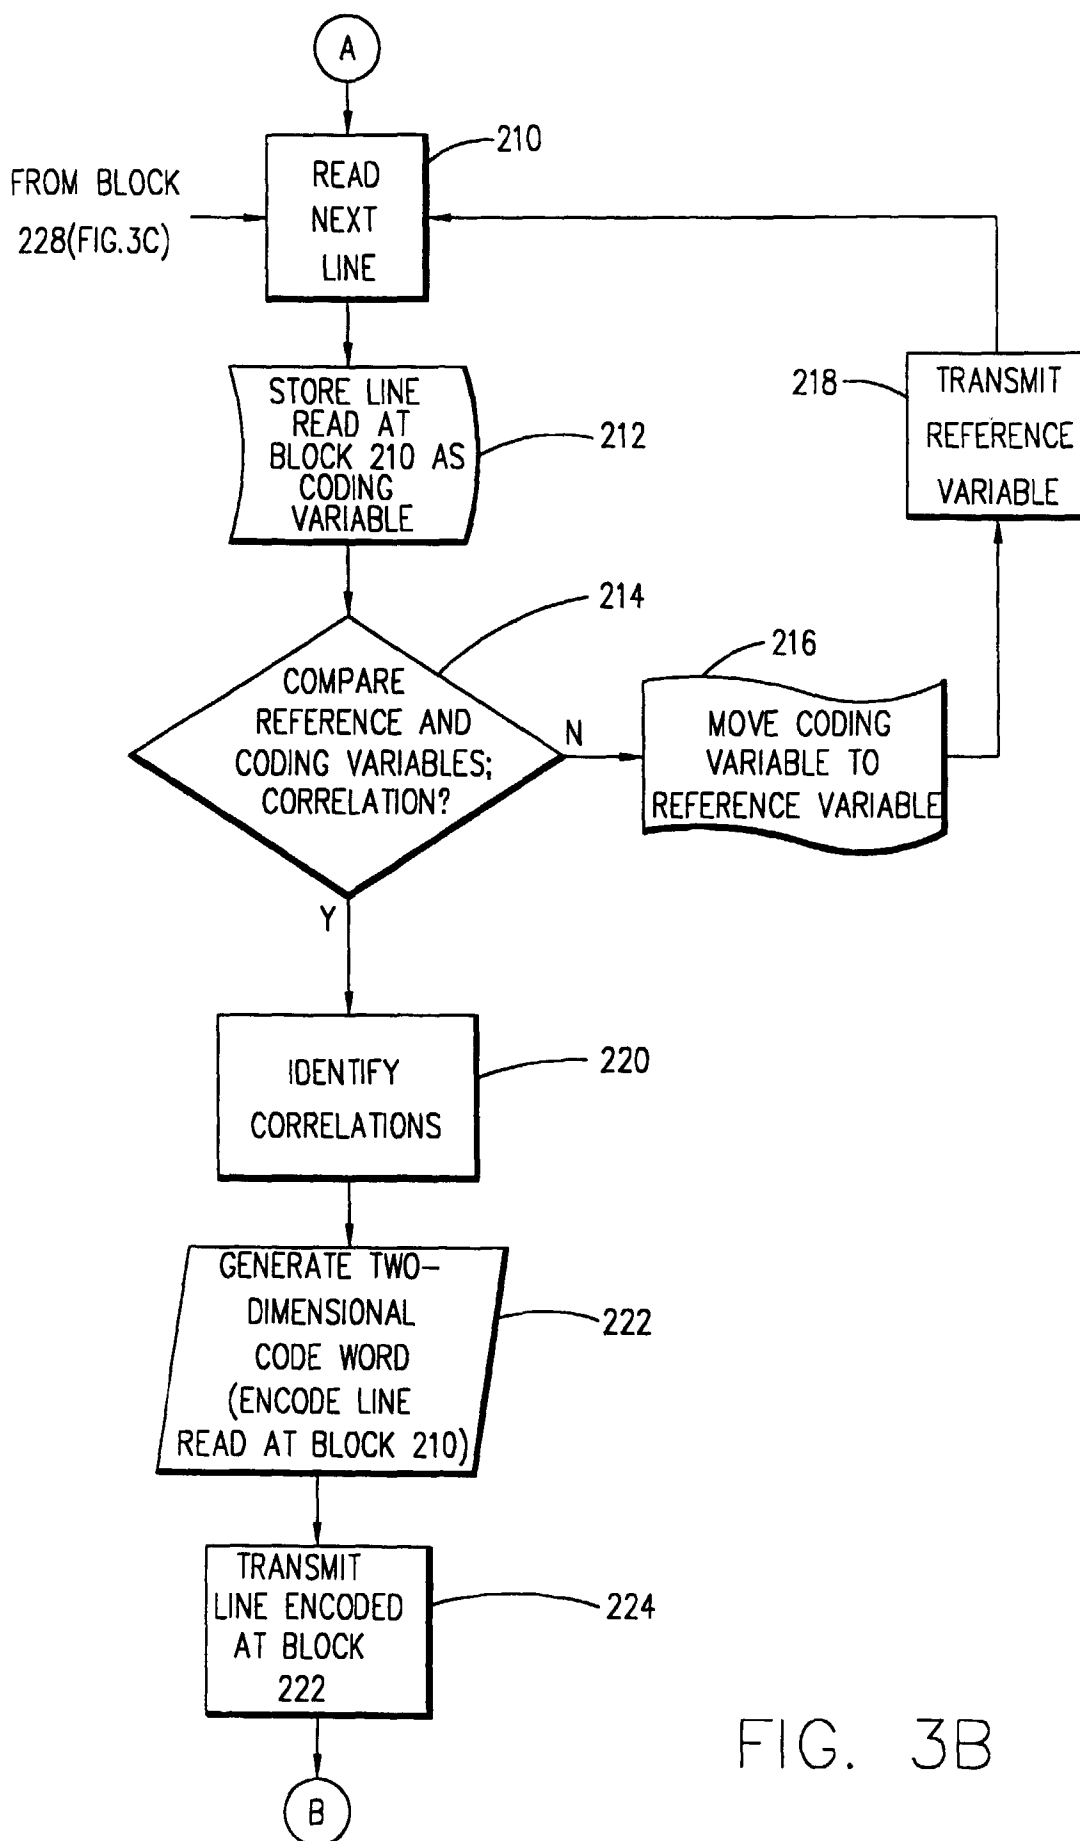 A
210
READ
NEXT
LINE
FROM BLOCK
228(FIG.3C)
STORE LINE
READ AT
BLOCK 210 AS
CODING
VARIABLE
212
218
TRANSMIT
REFERENCE
VARIABLE
214
COMPARE
REFERENCE AND
CODING VARIABLES;
CORRELATION?
N
216
MOVE CODING
VARIABLE TO
REFERENCE VARIABLE
Y
IDENTIFY
CORRELATIONS
220
GENERATE TWO-
DIMENSIONAL
CODE WORD
(ENCODE LINE
READ AT BLOCK 210)
222
TRANSMIT
LINE ENCODED
AT BLOCK
222
224
B
FIG. 3B